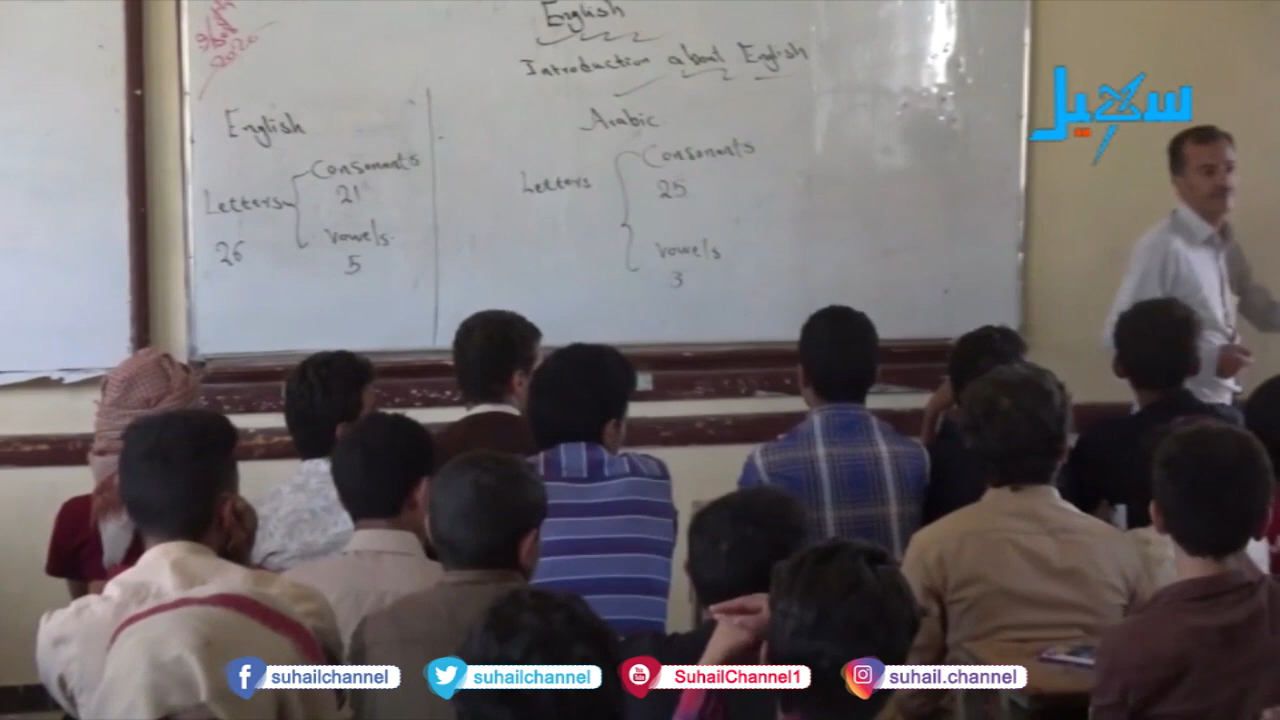 English
Introduction about English
English
Letters
26
Consonants
21
vowels
5
Arabic
Letters
Consonants
25
vowels
3
سهيل
suhailchannel
suhailchannel
SuhailChannel1
suhail.channel